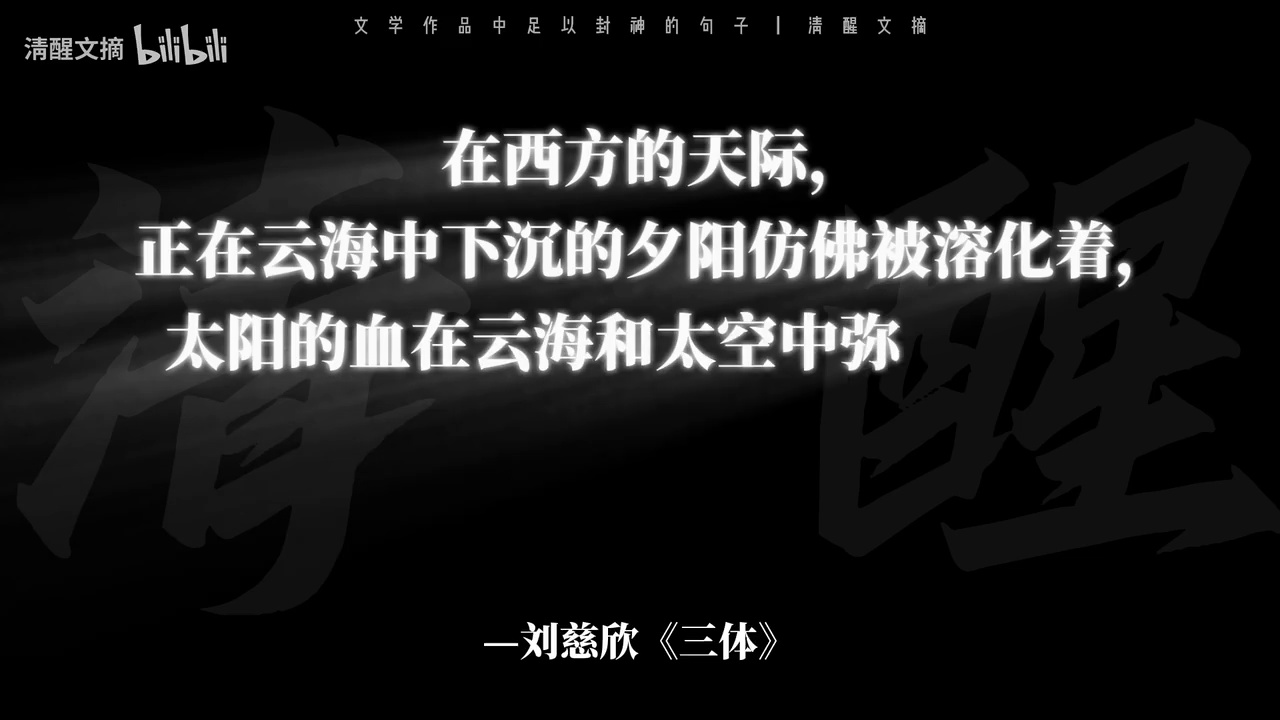 文学作品中足以封神的句子 | 清醒文摘
清醒文摘 bilibili
在西方的天际,
正在云海中下沉的夕阳仿佛被溶化着,
太阳的血在云海和太空中弥
—刘慈欣《三体》
清醒